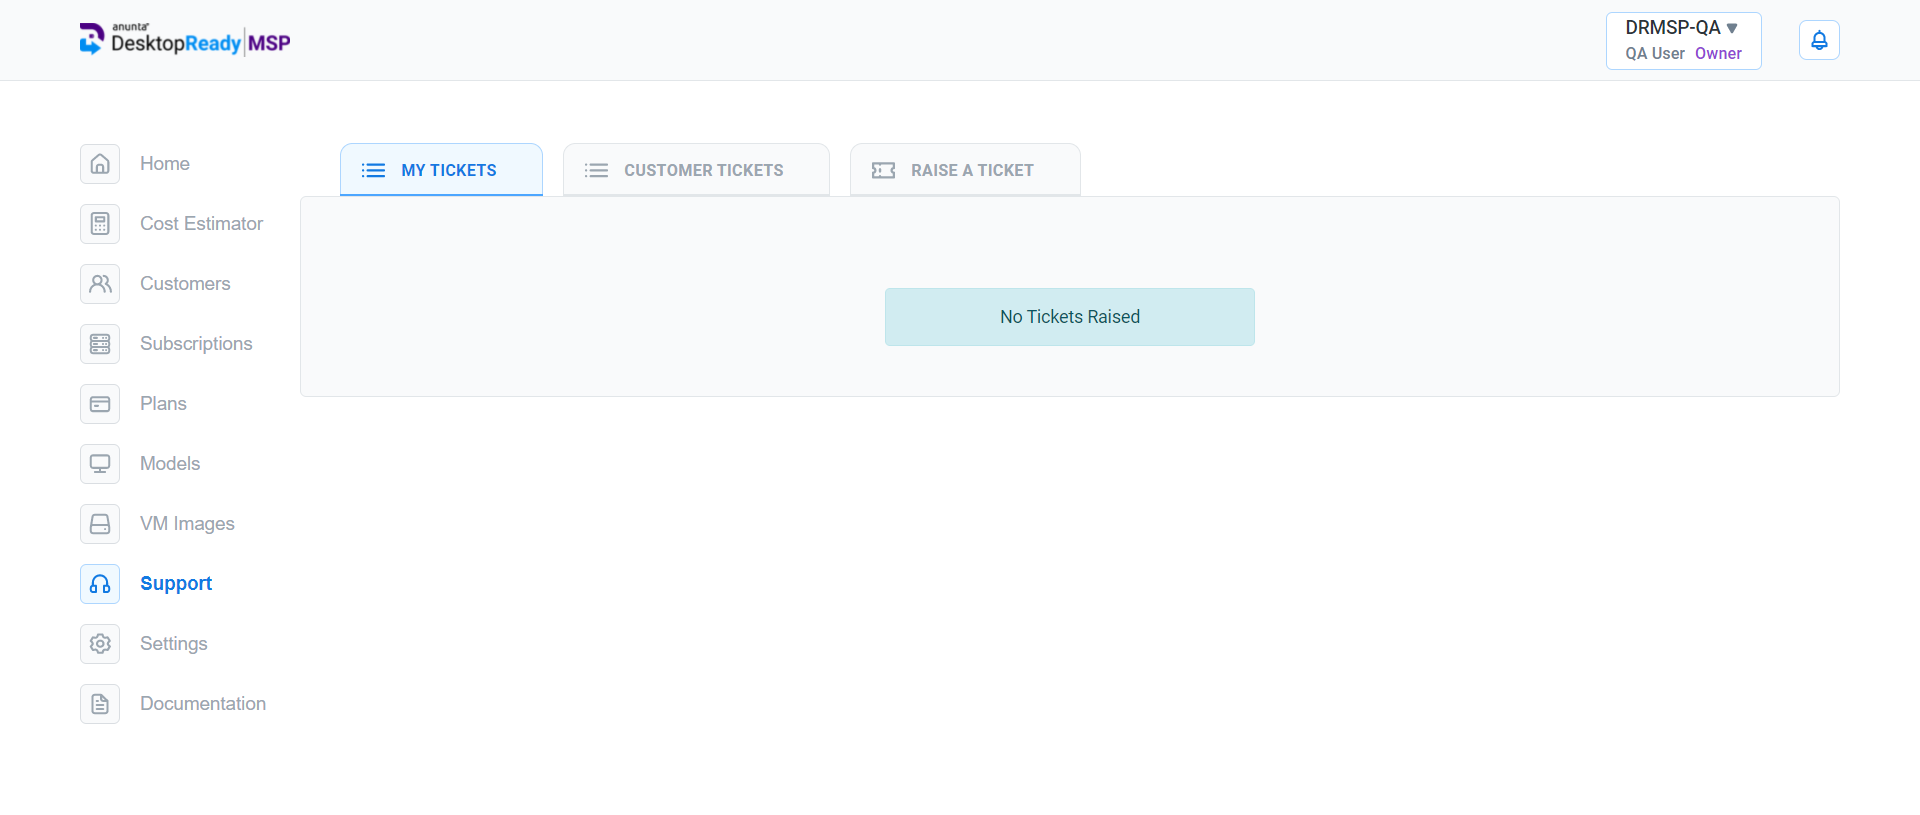 anunta
DesktopReady MSP
DRMSP-QA
QA User Owner
Home
Cost Estimator
Customers
Subscriptions
Plans
Models
VM Images
Support
Settings
Documentation
MY TICKETS
CUSTOMER TICKETS
RAISE A TICKET
No Tickets Raised